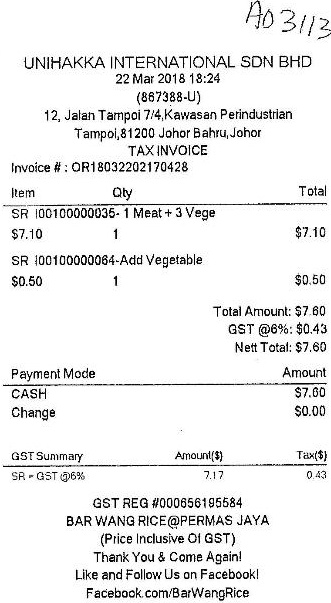 A03113
UNIHAKKA INTERNATIONAL SDN BHD
22 Mar 2018 18:24
(867388-U)
12, Jalan Tampoi 7/4,Kawasan Perindustrian
Tampoi,81200 Johor Bahru,Johor
TAX INVOICE
Invoice # : OR18032202170428
Item Qty Total
SR I00100000035- 1 Meat + 3 Vege
$7.10 1 $7.10
SR I00100000064-Add Vegetable
$0.50 1 $0.50
Total Amount: $7.60
GST @6%: $0.43
Nett Total: $7.60
Payment Mode Amount
CASH $7.60
Change $0.00
GST Summary Amount($) Tax($)
SR = GST @6% 7.17 0.43
GST REG #000656195584
BAR WANG RICE@PERMAS JAYA
(Price Inclusive Of GST)
Thank You & Come Again!
Like and Follow Us on Facebook!
Facebook.com/BarWangRice